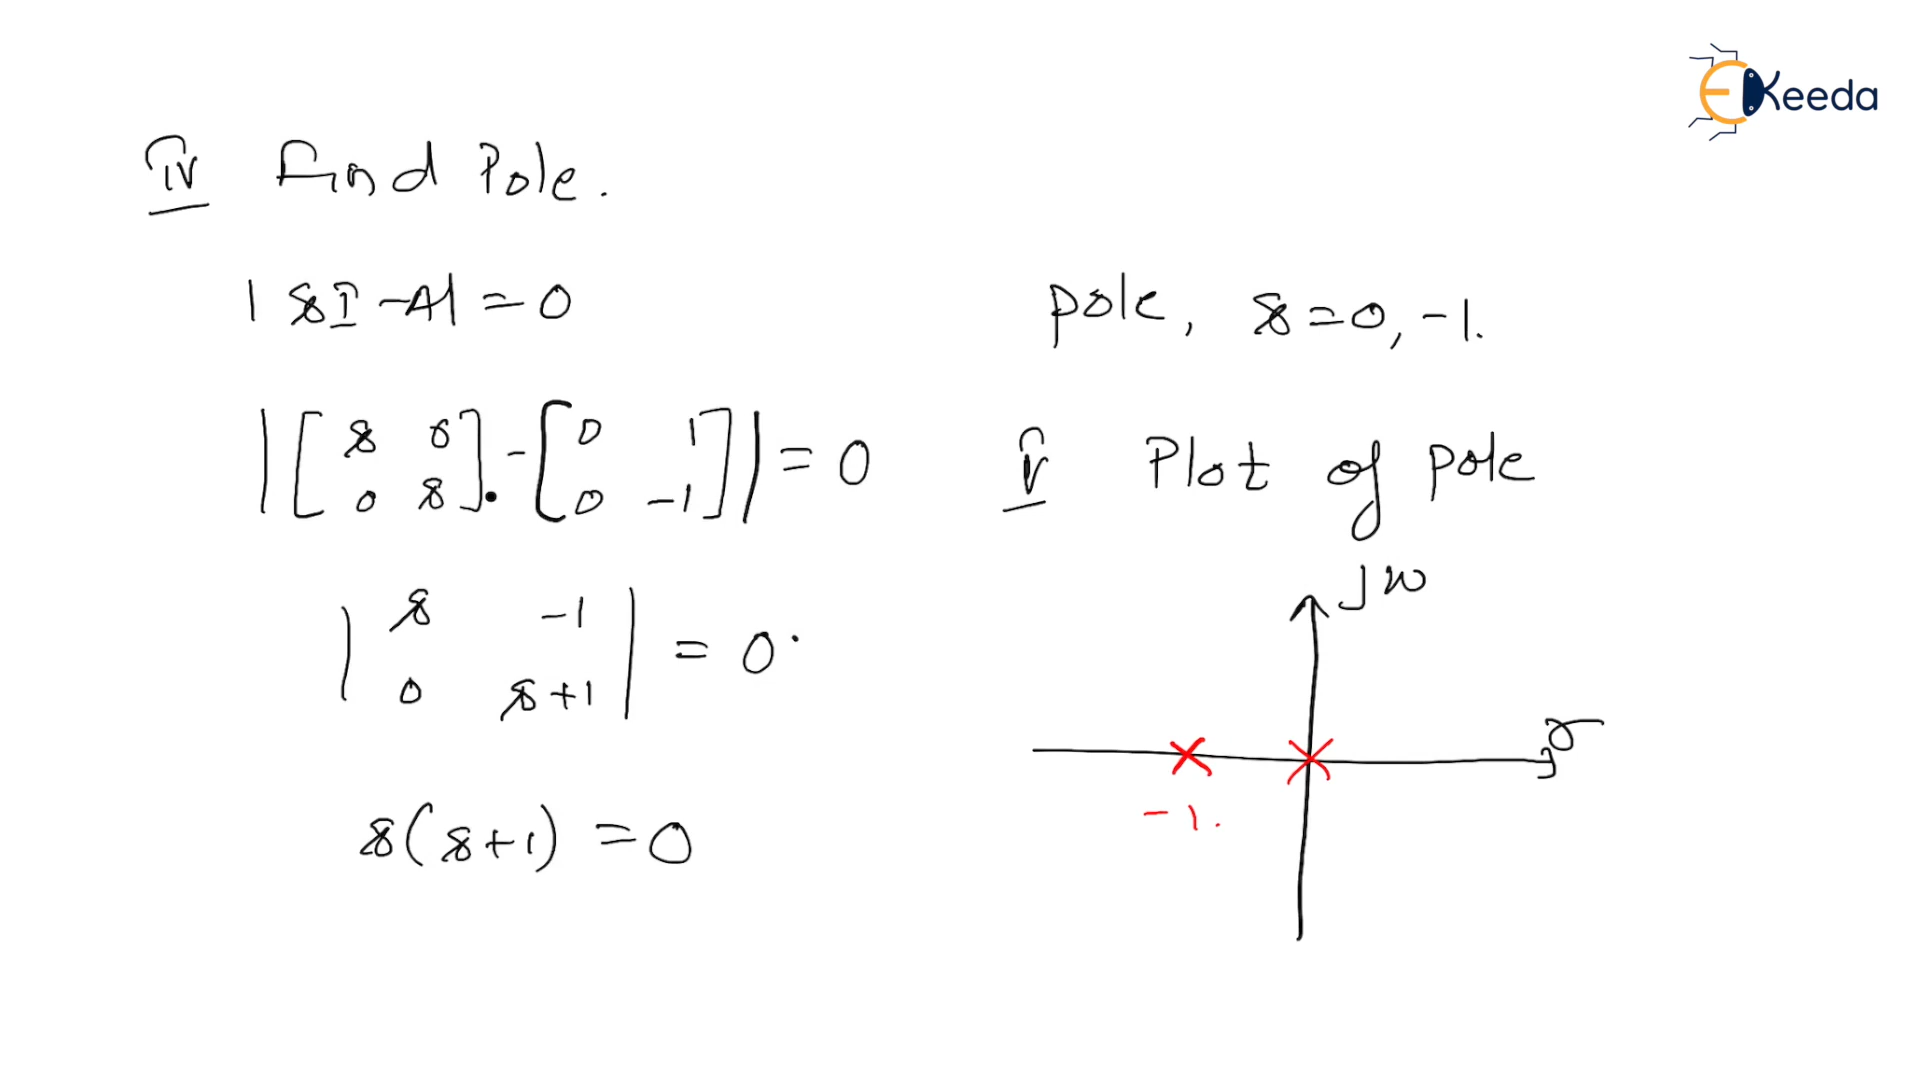 EKeeda
IV Find Pole.
|sI-A|=0
|[s 0
0 s].-[0 1
0 -1]|=0
|s -1
0 s+1|=0.
s(s+1)=0
pole, s=0,-1.
V Plot of pole
jw
σ
-1.